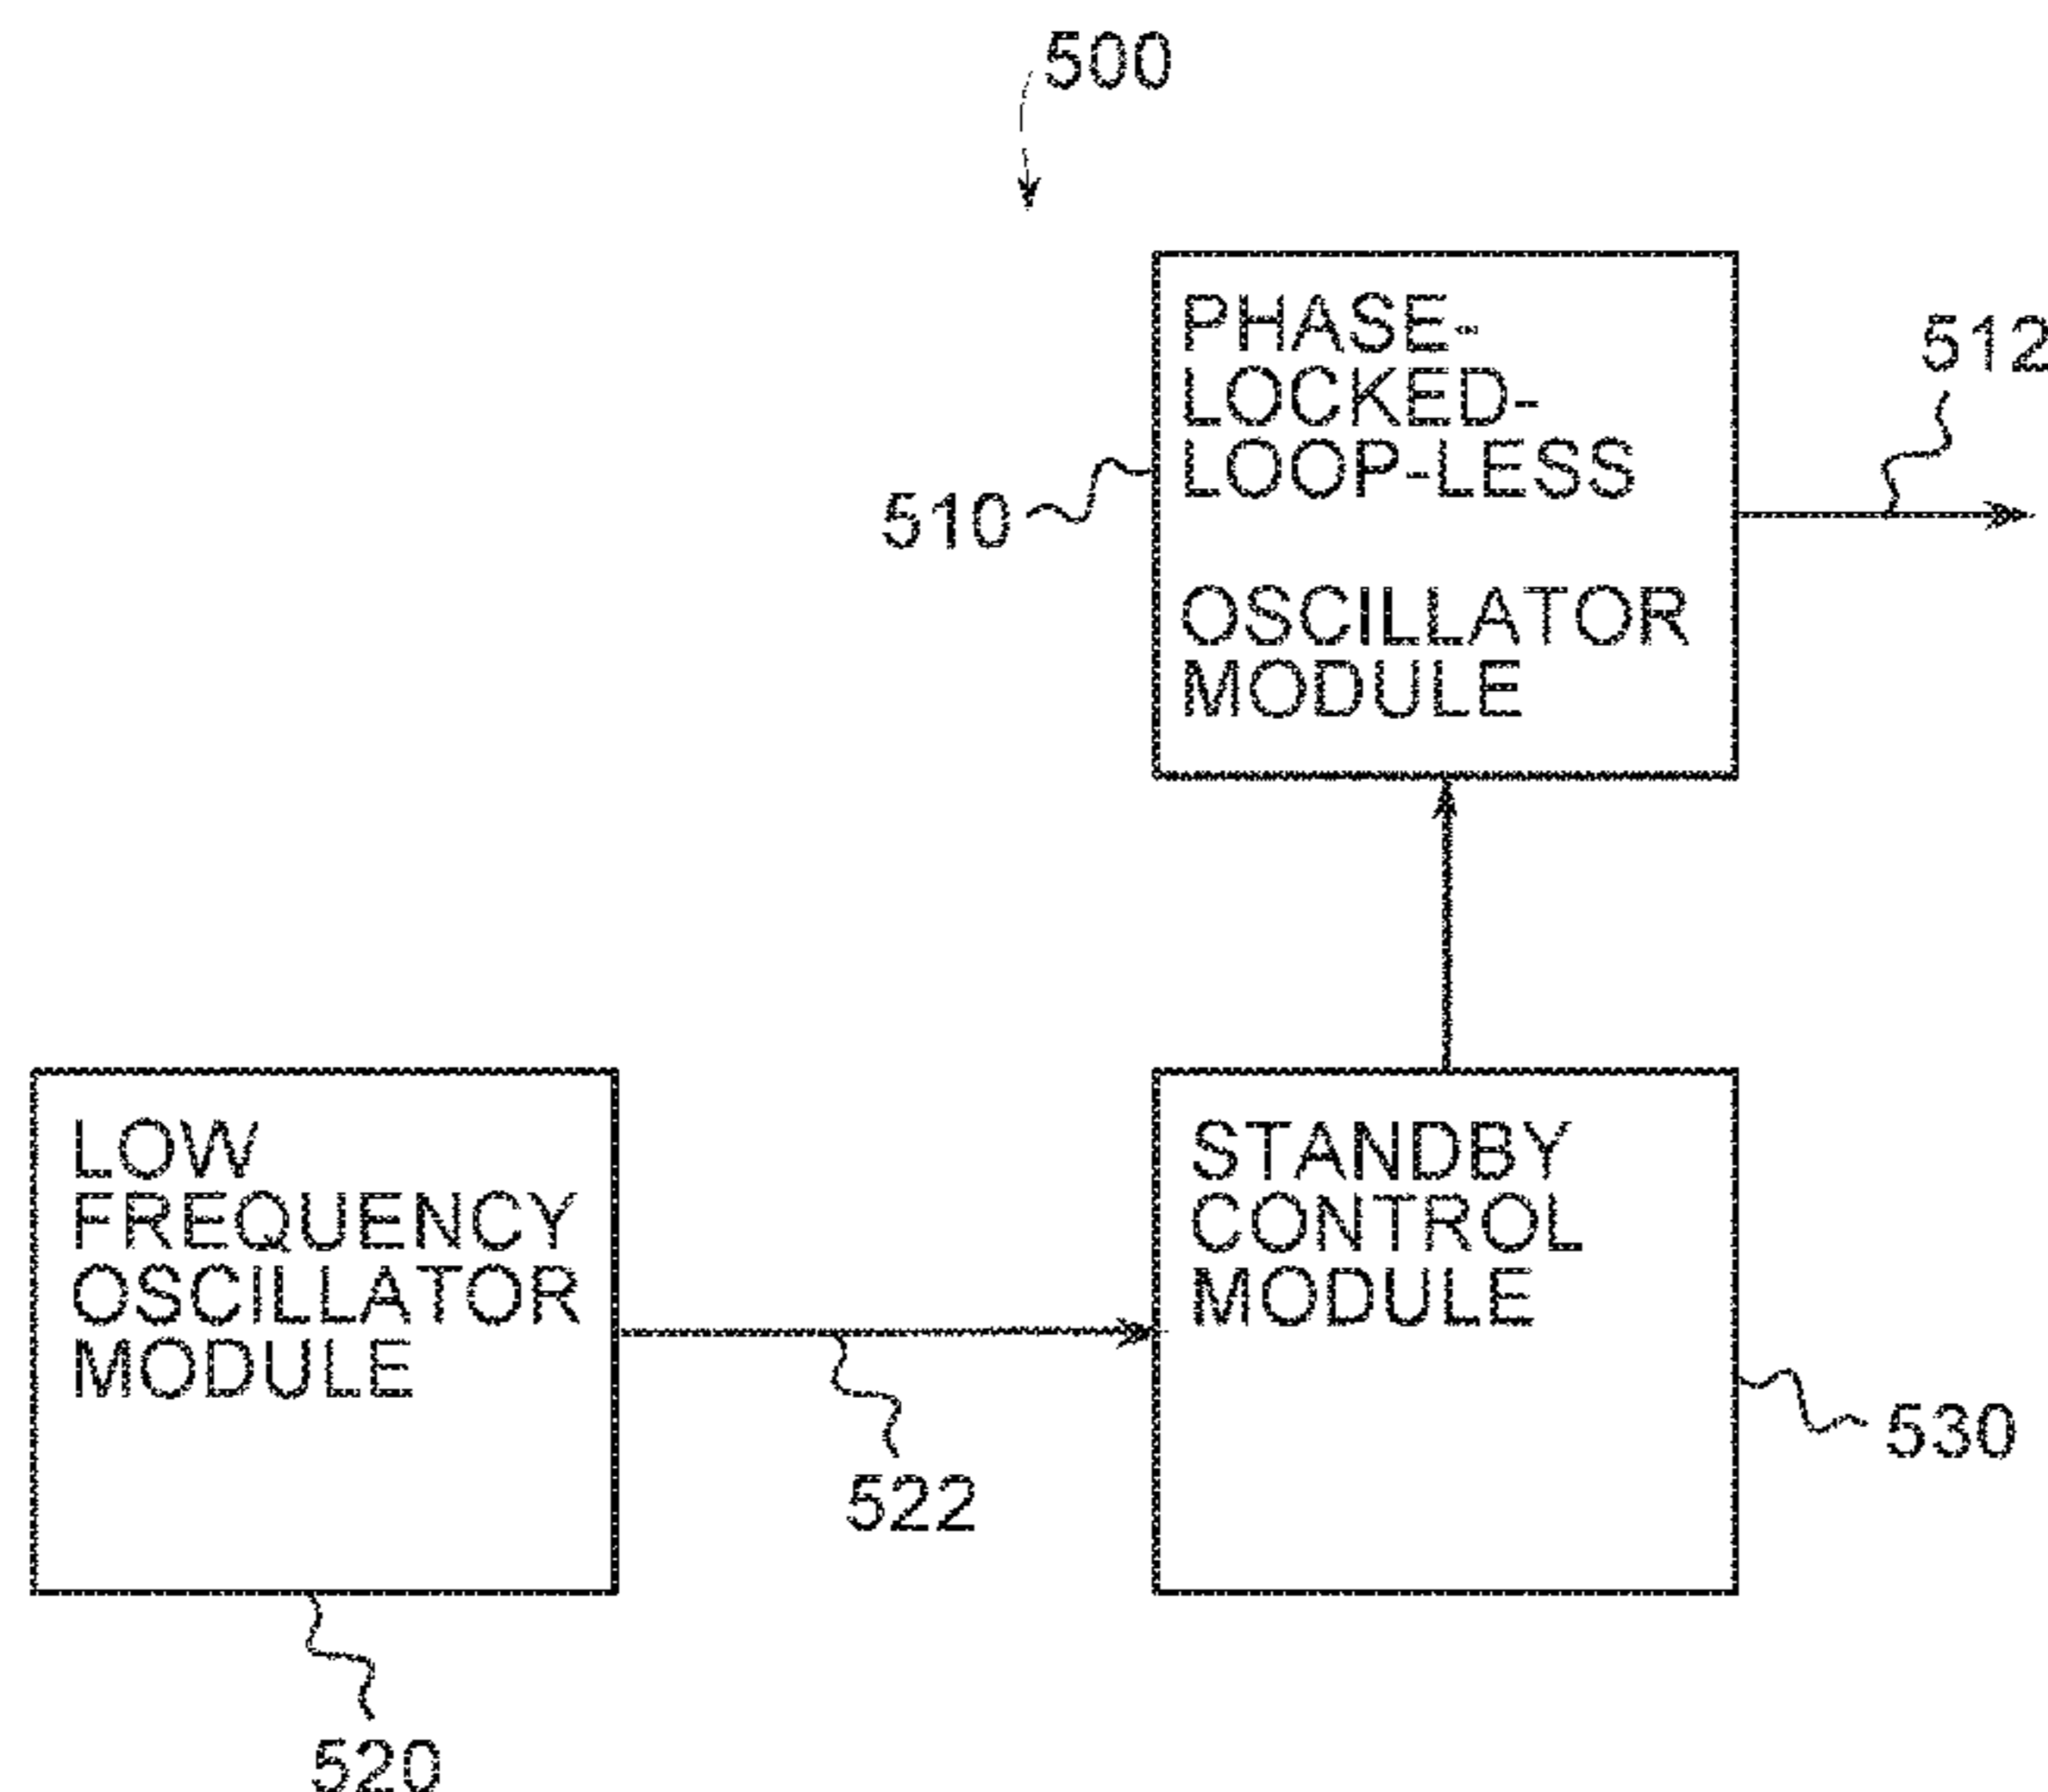 500
PHASE-
LOCKED-
LOOP-LESS
OSCILLATOR
MODULE
512
510
LOW
FREQUENCY
OSCILLATOR
MODULE
STANDBY
CONTROL
MODULE
522
530
520